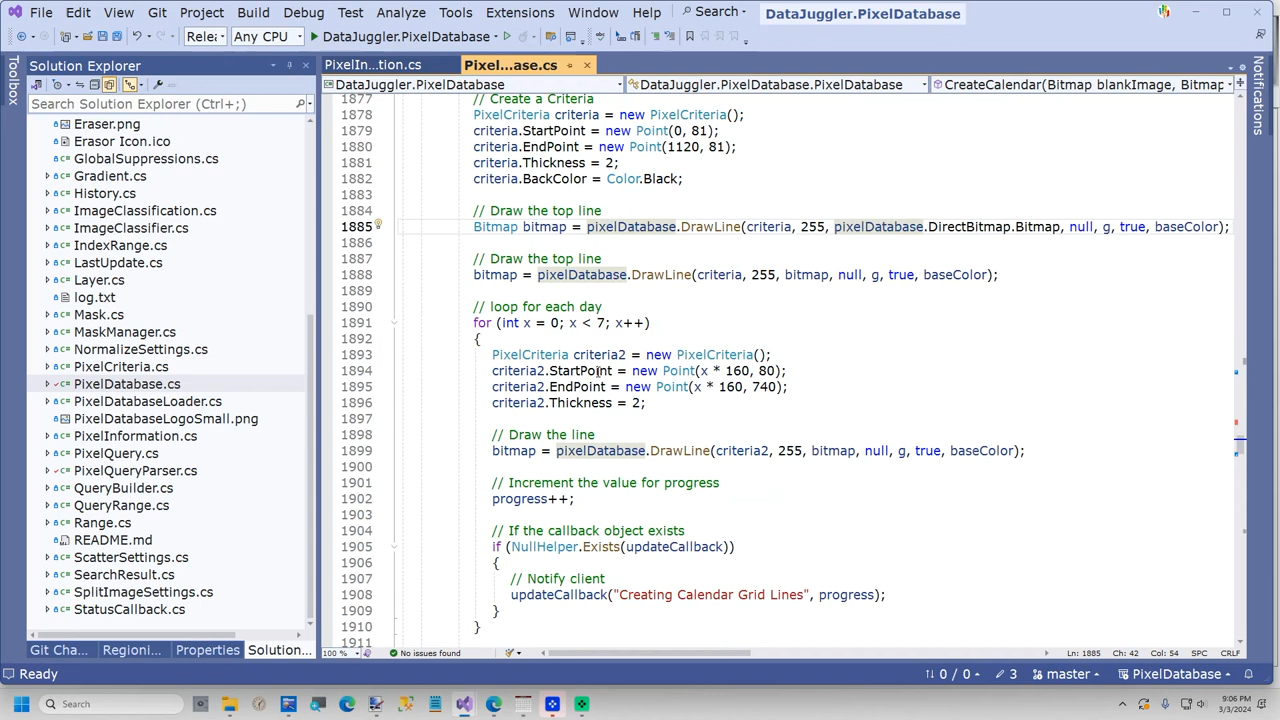 File Edit View Git Project Build Debug Test Analyze Tools Extensions Window Help Search DataJuggler.PixelDatabase
Relea Any CPU DataJuggler.PixelDatabase
Toolbox
Solution Explorer
Search Solution Explorer (Ctrl+;)
Eraser.png
Erasor Icon.ico
GlobalSuppressions.cs
Gradient.cs
History.cs
ImageClassification.cs
ImageClassifier.cs
IndexRange.cs
LastUpdate.cs
Layer.cs
log.txt
Mask.cs
MaskManager.cs
NormalizeSettings.cs
PixelCriteria.cs
PixelDatabase.cs
PixelDatabaseLoader.cs
PixelDatabaseLogoSmall.png
PixelInformation.cs
PixelQuery.cs
PixelQueryParser.cs
QueryBuilder.cs
QueryRange.cs
Range.cs
README.md
ScatterSettings.cs
SearchResult.cs
SplitImageSettings.cs
StatusCallback.cs
Git Chan... Regioni... Properties Solution...
PixelIn...tion.cs Pixel...ase.cs
DataJuggler.PixelDatabase DataJuggler.PixelDatabase.PixelDatabase CreateCalendar(Bitmap blankImage, Bitmap
1877 // Create a Criteria
1878 PixelCriteria criteria = new PixelCriteria();
1879 criteria.StartPoint = new Point(0, 81);
1880 criteria.EndPoint = new Point(1120, 81);
1881 criteria.Thickness = 2;
1882 criteria.BackColor = Color.Black;
1883
1884 // Draw the top line
1885 Bitmap bitmap = pixelDatabase.DrawLine(criteria, 255, pixelDatabase.DirectBitmap.Bitmap, null, g, true, baseColor);
1886
1887 // Draw the top line
1888 bitmap = pixelDatabase.DrawLine(criteria, 255, bitmap, null, g, true, baseColor);
1889
1890 // loop for each day
1891 for (int x = 0; x < 7; x++)
1892 {
1893 PixelCriteria criteria2 = new PixelCriteria();
1894 criteria2.StartPoint = new Point(x * 160, 80);
1895 criteria2.EndPoint = new Point(x * 160, 740);
1896 criteria2.Thickness = 2;
1897
1898 // Draw the line
1899 bitmap = pixelDatabase.DrawLine(criteria2, 255, bitmap, null, g, true, baseColor);
1900
1901 // Increment the value for progress
1902 progress++;
1903
1904 // If the callback object exists
1905 if (NullHelper.Exists(updateCallback))
1906 {
1907 // Notify client
1908 updateCallback("Creating Calendar Grid Lines", progress);
1909 }
1910 }
1911
100 % No issues found Ln: 1885 Ch: 42 Col: 54 SPC CRLF
Notifications
Ready 0 / 0 3 master PixelDatabase
Search 9:06 PM
3/3/2024